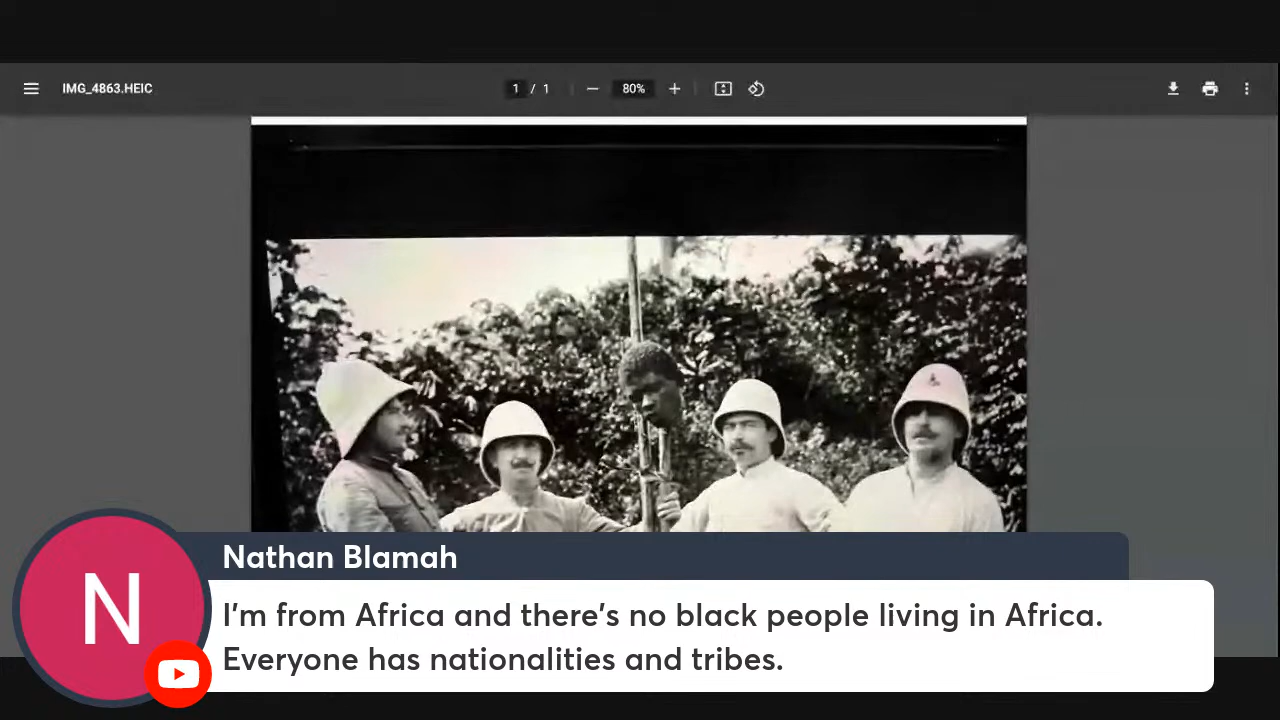 IMG_4863.HEIC
1 / 1
80%
N
Nathan Blamah
I'm from Africa and there's no black people living in Africa.
Everyone has nationalities and tribes.